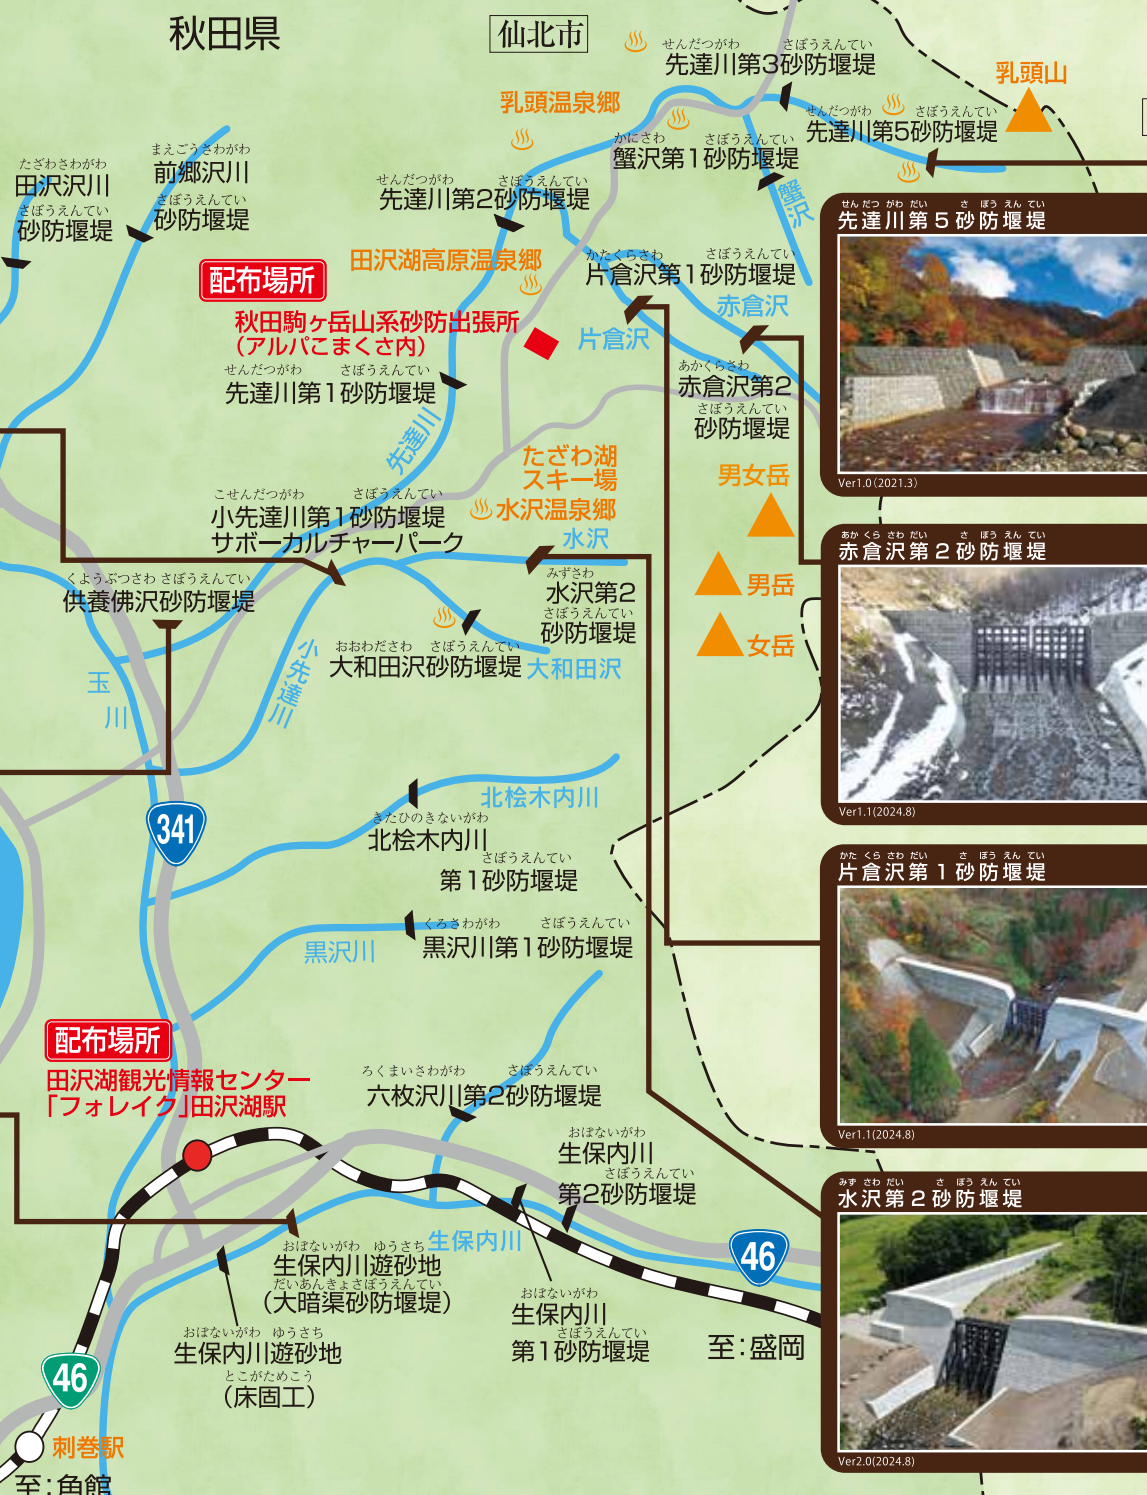 秋田県
仙北市
せんだつがわ さぼうえんてい
先達川第3砂防堰堤
乳頭山
乳頭温泉郷
せんだつがわ さぼうえんてい
先達川第5砂防堰堤
たざわさわがわ
田沢沢川
さぼうえんてい
砂防堰堤
まえごうさわがわ
前郷沢川
さぼうえんてい
砂防堰堤
かにさわ さぼうえんてい
蟹沢第1砂防堰堤
蟹沢
せんだつがわ さぼうえんてい
先達川第2砂防堰堤
田沢湖高原温泉郷
かたくらさわ さぼうえんてい
片倉沢第1砂防堰堤
赤倉沢
片倉沢
配布場所
秋田駒ヶ岳山系砂防出張所
(アルパこまくさ内)
せんだつがわ さぼうえんてい
先達川第1砂防堰堤
先達川
あかくらさわ
赤倉沢第2
さぼうえんてい
砂防堰堤
たざわ湖
スキー場
水沢温泉郷
水沢
男女岳
男岳
女岳
こせんだつがわ さぼうえんてい
小先達川第1砂防堰堤
サボーカルチャーパーク
くようぶつさわ さぼうえんてい
供養佛沢砂防堰堤
みずさわ
水沢第2
さぼうえんてい
砂防堰堤
おおわださわ さぼうえんてい
大和田沢砂防堰堤
大和田沢
小先達川
玉川
341
北桧木内川
きたひのきないがわ
北桧木内川
さぼうえんてい
第1砂防堰堤
黒沢川
くろさわがわ さぼうえんてい
黒沢川第1砂防堰堤
配布場所
田沢湖観光情報センター
「フォレイク」田沢湖駅
ろくまいさわがわ さぼうえんてい
六枚沢川第2砂防堰堤
おぼないがわ
生保内川
さぼうえんてい
第2砂防堰堤
生保内川
おぼないがわ ゆうさち
生保内川遊砂地
だいあんきょさぼうえんてい
(大暗渠砂防堰堤)
おぼないがわ ゆうさち
生保内川遊砂地
とこがためこう
(床固工)
おぼないがわ
生保内川
さぼうえんてい
第1砂防堰堤
46
至:盛岡
46
刺巻駅
至:角館
せん だつ がわ だい さ ぼう えん てい
先達川第5砂防堰堤
Ver1.0(2021.3)
あか くら さわ だい さ ぼう えん てい
赤倉沢第2砂防堰堤
Ver1.1(2024.8)
かた くら さわ だい さ ぼう えん てい
片倉沢第1砂防堰堤
Ver1.1(2024.8)
みず さわ だい さ ぼう えん てい
水沢第2砂防堰堤
Ver2.0(2024.8)